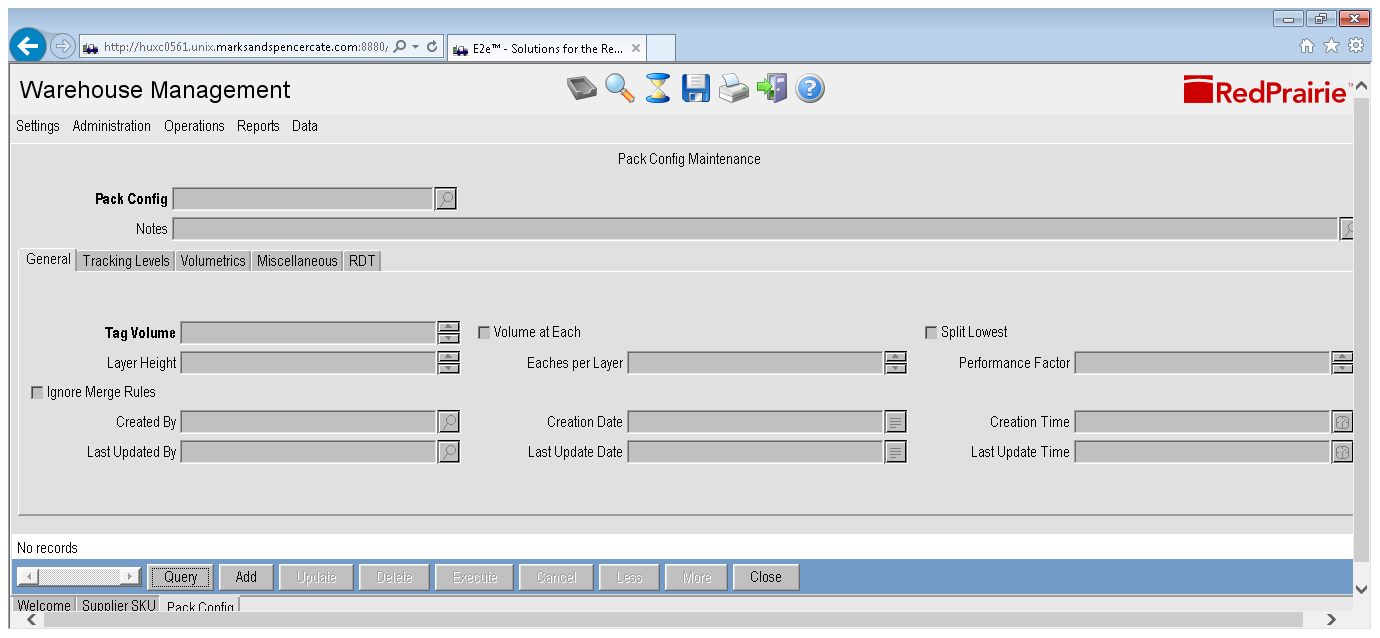 http://huxc0561.unix.marksandspencercate.com:8880/
E2e™ - Solutions for the Re...
Warehouse Management
RedPrairie™
Settings Administration Operations Reports Data
Pack Config Maintenance
Pack Config
Notes
General Tracking Levels Volumetrics Miscellaneous RDT
Tag Volume Volume at Each Split Lowest
Layer Height Eaches per Layer Performance Factor
Ignore Merge Rules
Created By Creation Date Creation Time
Last Updated By Last Update Date Last Update Time
No records
Query Add Update Delete Execute Cancel Less More Close
Welcome Supplier SKU Pack Config